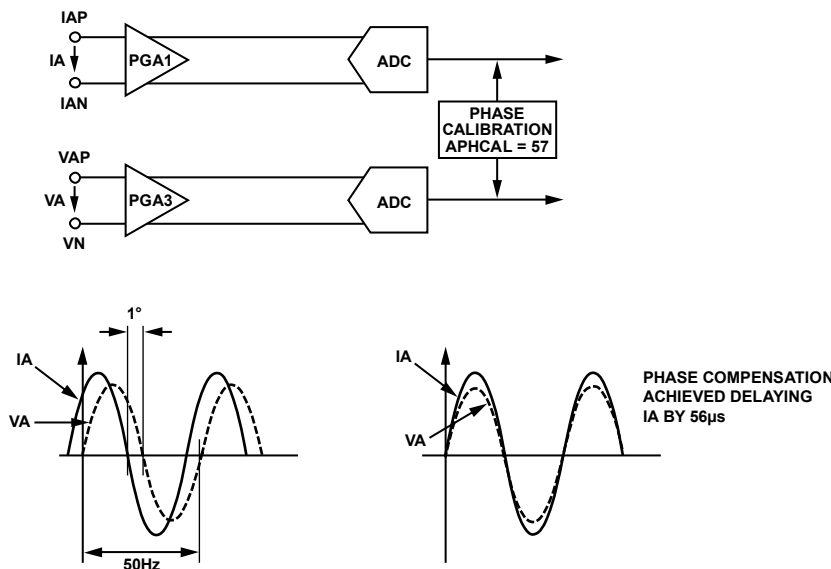 IAP
IA
IAN
PGA1
ADC
PHASE
CALIBRATION
APHCAL = 57
VAP
VA
VN
PGA3
ADC
1°
IA
VA
50Hz
IA
VA
PHASE COMPENSATION
ACHIEVED DELAYING
IA BY 56µs